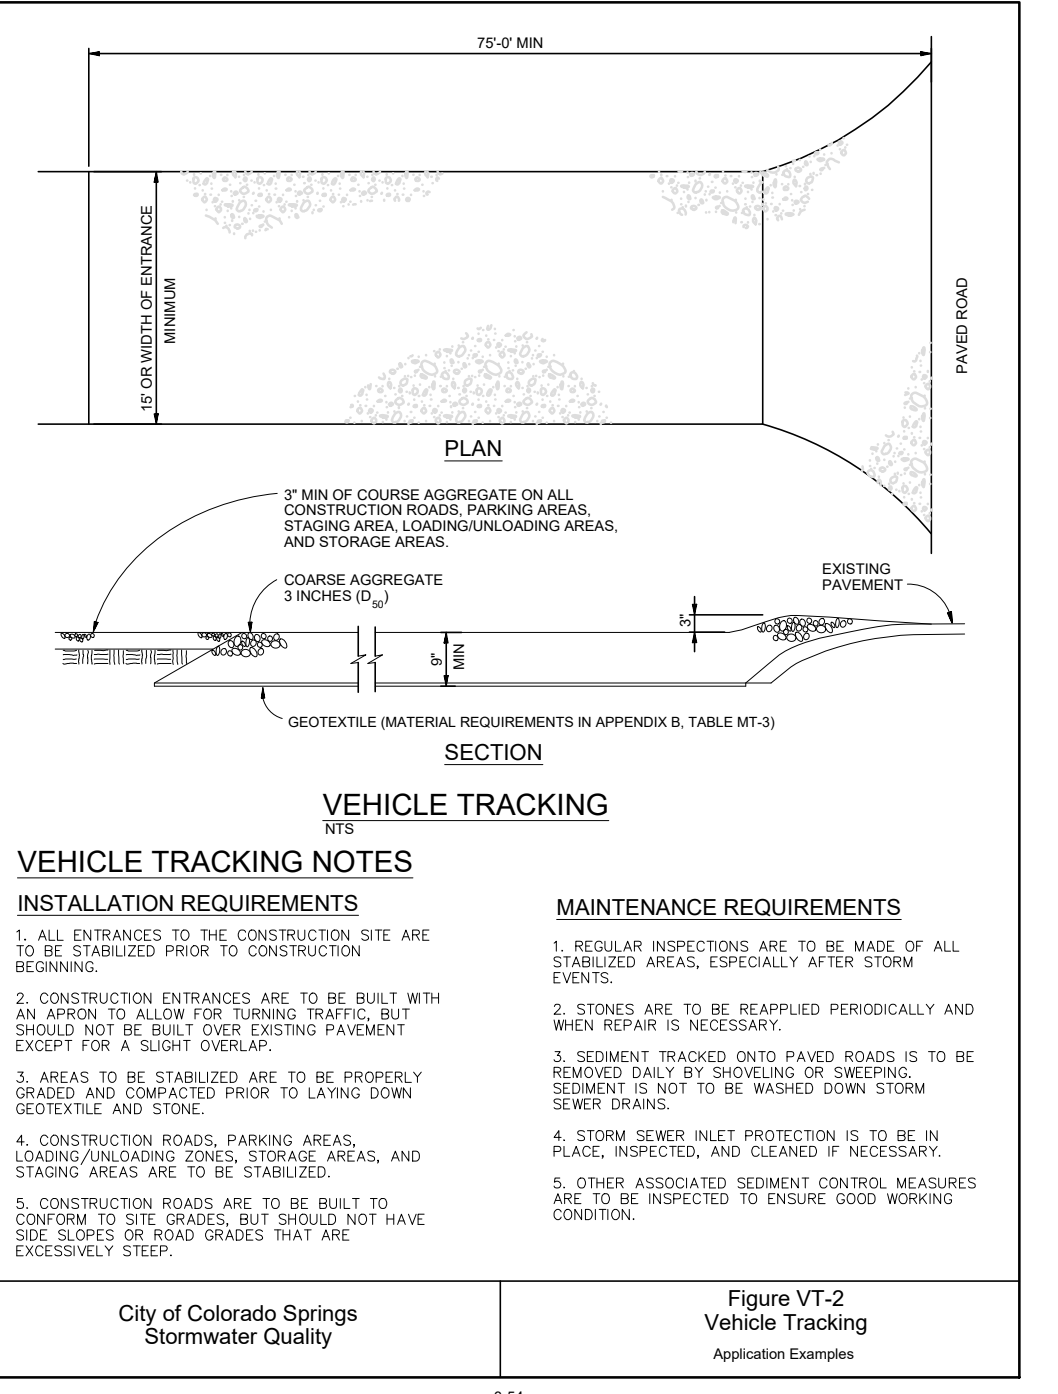 75'-0' MIN
15' OR WIDTH OF ENTRANCE
MINIMUM
PAVED ROAD
PLAN
3" MIN OF COURSE AGGREGATE ON ALL
CONSTRUCTION ROADS, PARKING AREAS,
STAGING AREA, LOADING/UNLOADING AREAS,
AND STORAGE AREAS.
COARSE AGGREGATE
3 INCHES (D50)
EXISTING
PAVEMENT
3"
9"
MIN
GEOTEXTILE (MATERIAL REQUIREMENTS IN APPENDIX B, TABLE MT-3)
SECTION
VEHICLE TRACKING
NTS
VEHICLE TRACKING NOTES
INSTALLATION REQUIREMENTS
1. ALL ENTRANCES TO THE CONSTRUCTION SITE ARE
TO BE STABILIZED PRIOR TO CONSTRUCTION
BEGINNING.
2. CONSTRUCTION ENTRANCES ARE TO BE BUILT WITH
AN APRON TO ALLOW FOR TURNING TRAFFIC, BUT
SHOULD NOT BE BUILT OVER EXISTING PAVEMENT
EXCEPT FOR A SLIGHT OVERLAP.
3. AREAS TO BE STABILIZED ARE TO BE PROPERLY
GRADED AND COMPACTED PRIOR TO LAYING DOWN
GEOTEXTILE AND STONE.
4. CONSTRUCTION ROADS, PARKING AREAS,
LOADING/UNLOADING ZONES, STORAGE AREAS, AND
STAGING AREAS ARE TO BE STABILIZED.
5. CONSTRUCTION ROADS ARE TO BE BUILT TO
CONFORM TO SITE GRADES, BUT SHOULD NOT HAVE
SIDE SLOPES OR ROAD GRADES THAT ARE
EXCESSIVELY STEEP.
MAINTENANCE REQUIREMENTS
1. REGULAR INSPECTIONS ARE TO BE MADE OF ALL
STABILIZED AREAS, ESPECIALLY AFTER STORM
EVENTS.
2. STONES ARE TO BE REAPPLIED PERIODICALLY AND
WHEN REPAIR IS NECESSARY.
3. SEDIMENT TRACKED ONTO PAVED ROADS IS TO BE
REMOVED DAILY BY SHOVELING OR SWEEPING.
SEDIMENT IS NOT TO BE WASHED DOWN STORM
SEWER DRAINS.
4. STORM SEWER INLET PROTECTION IS TO BE IN
PLACE, INSPECTED, AND CLEANED IF NECESSARY.
5. OTHER ASSOCIATED SEDIMENT CONTROL MEASURES
ARE TO BE INSPECTED TO ENSURE GOOD WORKING
CONDITION.
City of Colorado Springs
Stormwater Quality
Figure VT-2
Vehicle Tracking
Application Examples